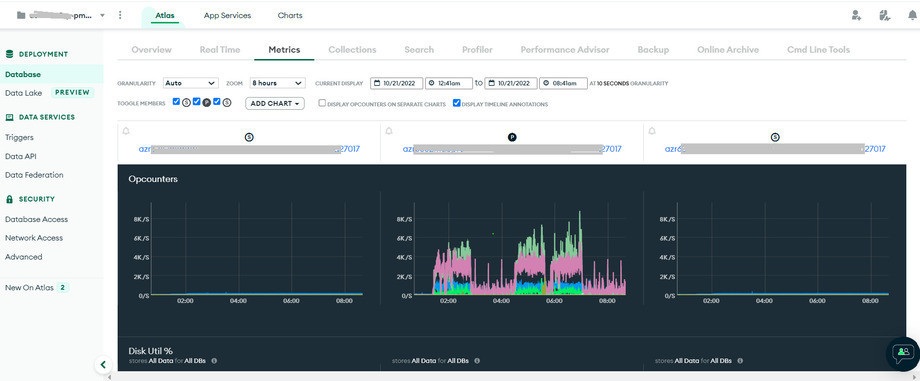 -pm...
Atlas App Services Charts
DEPLOYMENT
Database
Data Lake PREVIEW
DATA SERVICES
Triggers
Data API
Data Federation
SECURITY
Database Access
Network Access
Advanced
New On Atlas 2
Overview Real Time Metrics Collections Search Profiler Performance Advisor Backup Online Archive Cmd Line Tools
GRANULARITY Auto ZOOM 8 hours CURRENT DISPLAY 10/21/2022 12:41am to 10/21/2022 08:41am AT 10 SECONDS GRANULARITY
TOGGLE MEMBERS S P S ADD CHART DISPLAY OPCOUNTERS ON SEPARATE CHARTS DISPLAY TIMELINE ANNOTATIONS
S P S
azr 27017 azr 27017 azr 27017
Opcounters
8K/S 8K/S 8K/S
6K/S 6K/S 6K/S
4K/S 4K/S 4K/S
2K/S 2K/S 2K/S
0/S 0/S 0/S
02:00 04:00 06:00 08:00 02:00 04:00 06:00 08:00 02:00 04:00 06:00 08:00
Disk Util %
stores All Data for All DBs stores All Data for All DBs stores All Data for All DBs